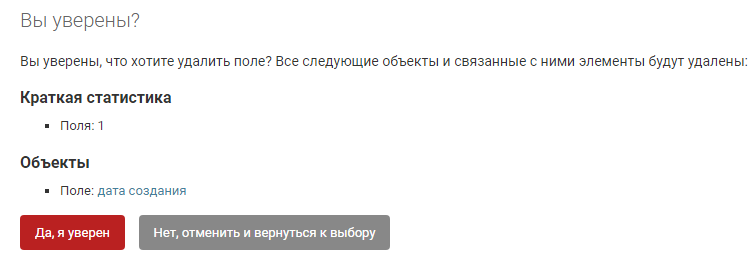 Вы уверены?
Вы уверены, что хотите удалить поле? Все следующие объекты и связанные с ними элементы будут удалены:
Краткая статистика
Поля: 1
Объекты
Поле: дата создания
Да, я уверен
Нет, отменить и вернуться к выбору